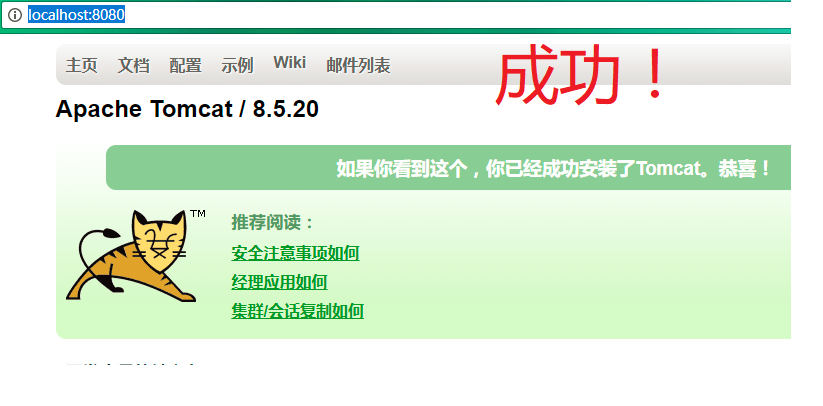 localhost:8080
主页 文档 配置 示例 Wiki 邮件列表
成功！
Apache Tomcat / 8.5.20
如果你看到这个，你已经成功安装了Tomcat。恭喜！
TM
推荐阅读：
安全注意事项如何
经理应用如何
集群/会话复制如何